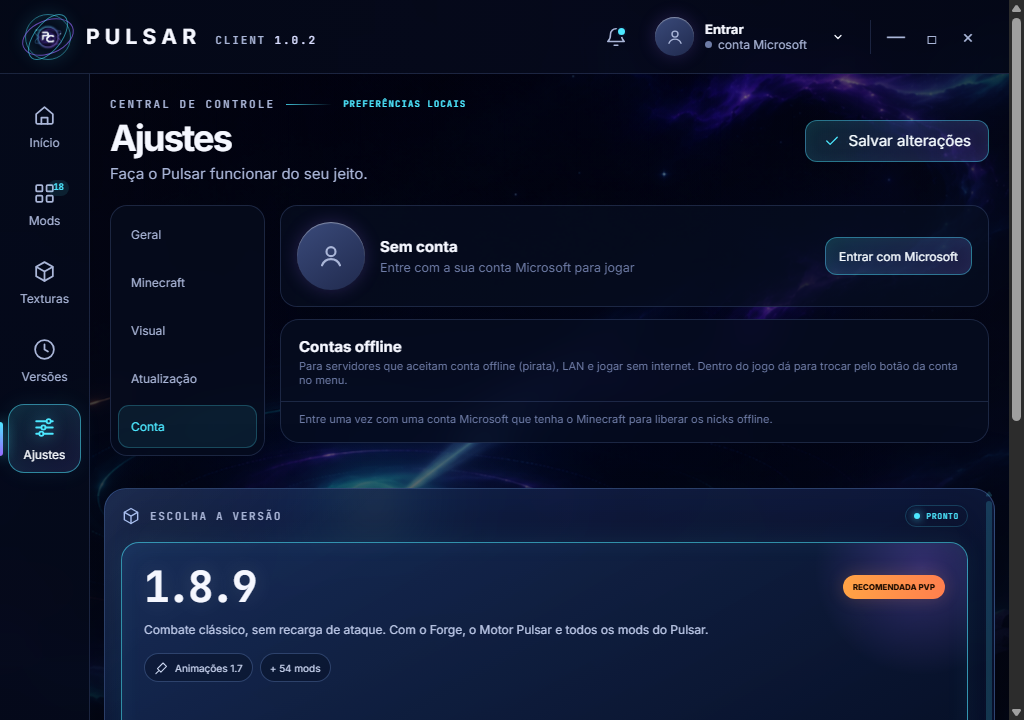 PULSAR CLIENT 1.0.2
Entrar
conta Microsoft
CENTRAL DE CONTROLE PREFERÊNCIAS LOCAIS
Ajustes
Faça o Pulsar funcionar do seu jeito.
Salvar alterações
Início
18
Mods
Texturas
Versões
Ajustes
Geral
Minecraft
Visual
Atualização
Conta
Sem conta
Entre com a sua conta Microsoft para jogar
Entrar com Microsoft
Contas offline
Para servidores que aceitam conta offline (pirata), LAN e jogar sem internet. Dentro do jogo dá para trocar pelo botão da conta
no menu.
Entre uma vez com uma conta Microsoft que tenha o Minecraft para liberar os nicks offline.
ESCOLHA A VERSÃO
PRONTO
1.8.9
RECOMENDADA PVP
Combate clássico, sem recarga de ataque. Com o Forge, o Motor Pulsar e todos os mods do Pulsar.
Animações 1.7
+ 54 mods